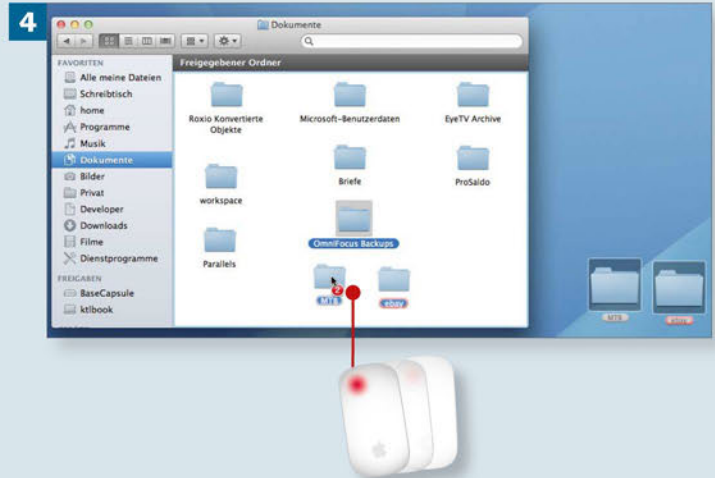 4
Dokumente
FAVORITEN
Alle meine Dateien
Schreibtisch
home
Programme
Musik
Dokumente
Bilder
Privat
Developer
Downloads
Filme
Dienstprogramme
FREIGABEN
BaseCapsule
ktlbook
Freigegebener Ordner
Roxio Konvertierte
Objekte
Microsoft-Benutzerdaten
EyeTV Archive
workspace
Briefe
ProSaldo
OmniFocus Backups
Parallels
MTB
2
ebay
MTB
ebay